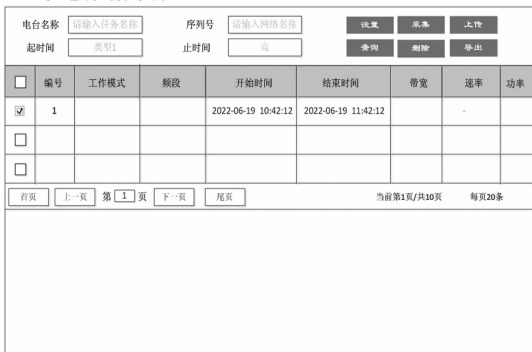 电台名称 请输入任务名称 序列号 请输入网络名称 设置 采集 上传
起时间 类型1 止时间 高 查询 删除 导出
编号 工作模式 频段 开始时间 结束时间 带宽 速率 功率
1 2022-06-19 10:42:12 2022-06-19 11:42:12 -
首页 上一页 第 1 页 下一页 尾页 当前第1页/共10页 每页20条